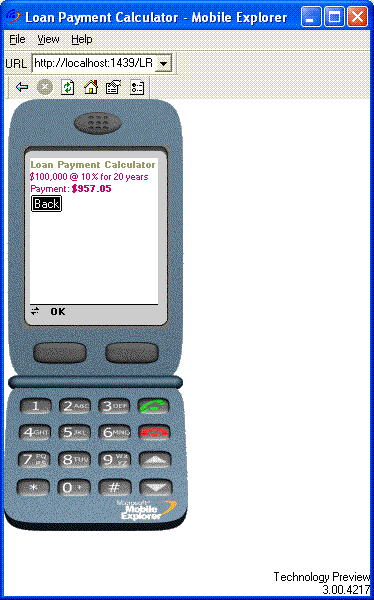 Loan Payment Calculator - Mobile Explorer
File View Help
URL http://localhost:1439/LR
Loan Payment Calculator
$100,000 @ 10% for 20 years
Payment: $957.05
Back
OK
1 2ABC 3DEF
4GHI 5JKL 6MNO
7PQRS 8TUV 9WXYZ
* 0+ #
Microsoft
Mobile
Explorer
Technology Preview
3.00.4217